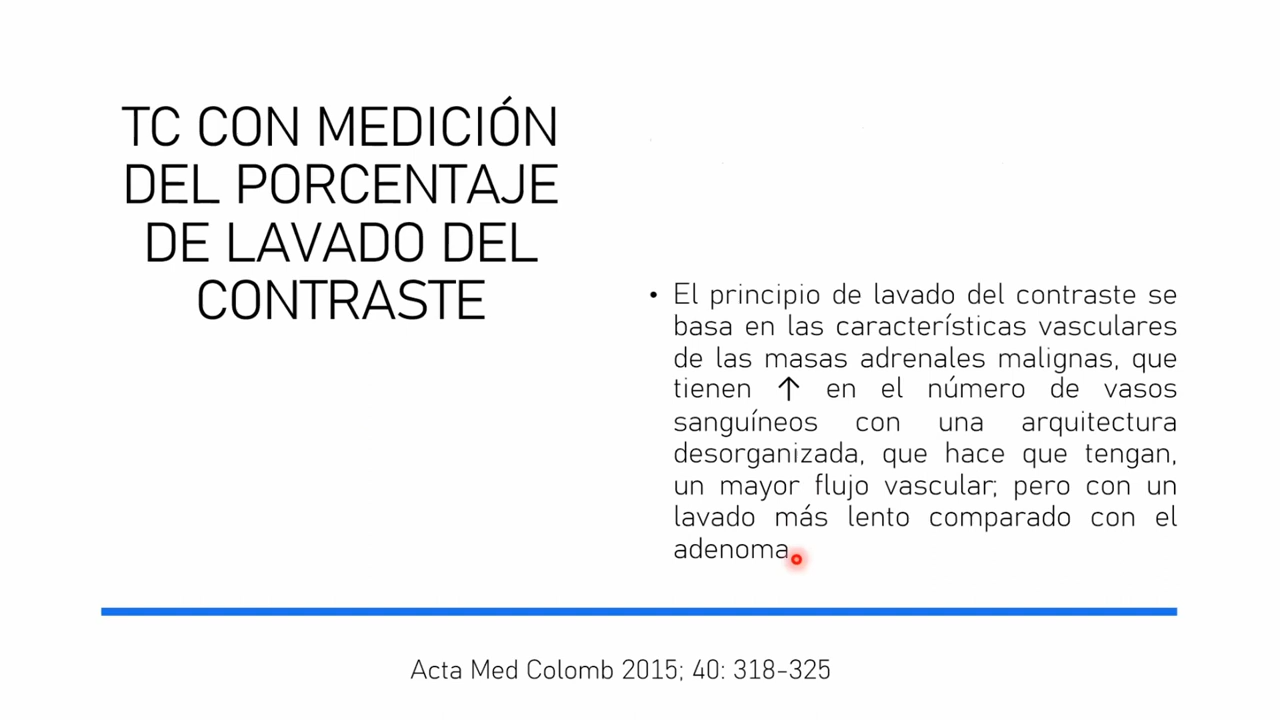 TC CON MEDICIÓN
DEL PORCENTAJE
DE LAVADO DEL
CONTRASTE
• El principio de lavado del contraste se
basa en las características vasculares
de las masas adrenales malignas, que
tienen ↑ en el número de vasos
sanguíneos con una arquitectura
desorganizada, que hace que tengan,
un mayor flujo vascular; pero con un
lavado más lento comparado con el
adenoma.
Acta Med Colomb 2015; 40: 318-325